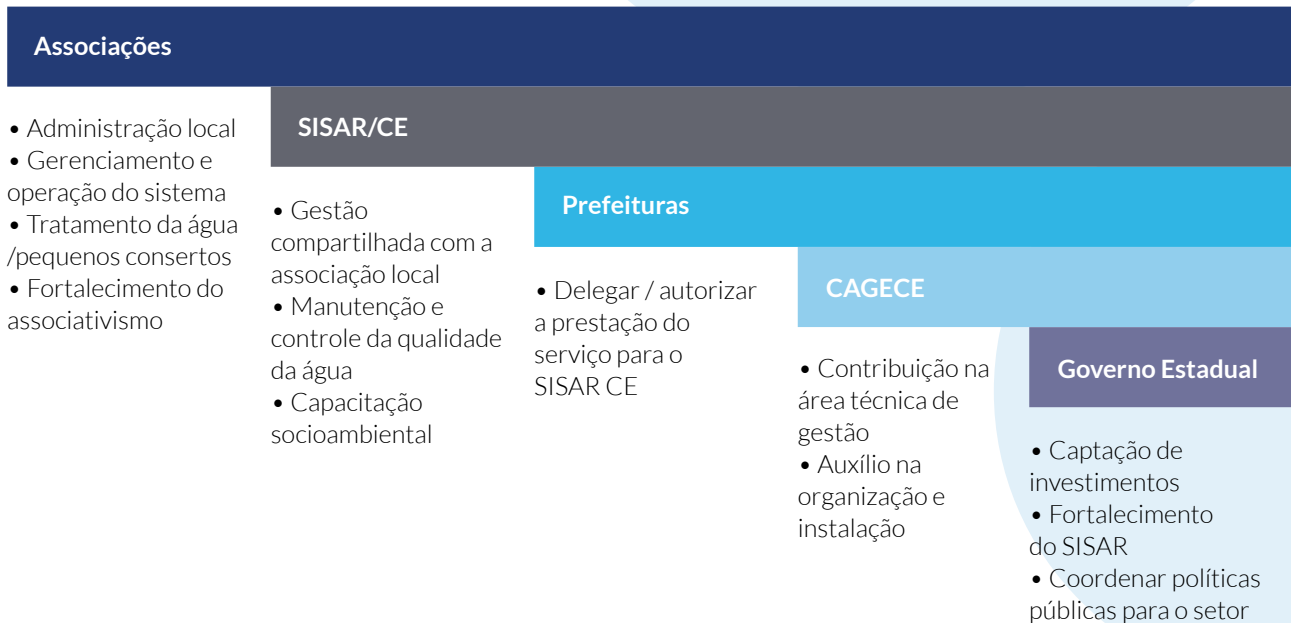 Associações
• Administração local
• Gerenciamento e
operação do sistema
• Tratamento da água
/pequenos consertos
• Fortalecimento do
associativismo
SISAR/CE
• Gestão
compartilhada com a
associação local
• Manutenção e
controle da qualidade
da água
• Capacitação
socioambiental
Prefeituras
• Delegar / autorizar
a prestação do
serviço para o
SISAR CE
CAGECE
• Contribuição na
área técnica de
gestão
• Auxílio na
organização e
instalação
Governo Estadual
• Captação de
investimentos
• Fortalecimento
do SISAR
• Coordenar políticas
públicas para o setor